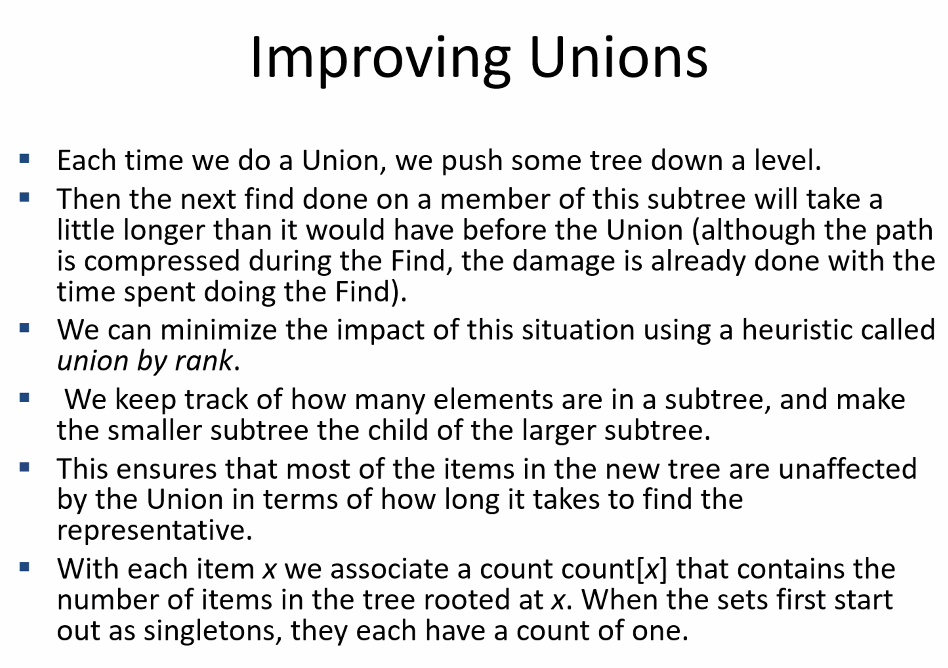 Improving Unions
▪ Each time we do a Union, we push some tree down a level.
▪ Then the next find done on a member of this subtree will take a
little longer than it would have before the Union (although the path
is compressed during the Find, the damage is already done with the
time spent doing the Find).
▪ We can minimize the impact of this situation using a heuristic called
union by rank.
▪ We keep track of how many elements are in a subtree, and make
the smaller subtree the child of the larger subtree.
▪ This ensures that most of the items in the new tree are unaffected
by the Union in terms of how long it takes to find the
representative.
▪ With each item x we associate a count count[x] that contains the
number of items in the tree rooted at x. When the sets first start
out as singletons, they each have a count of one.